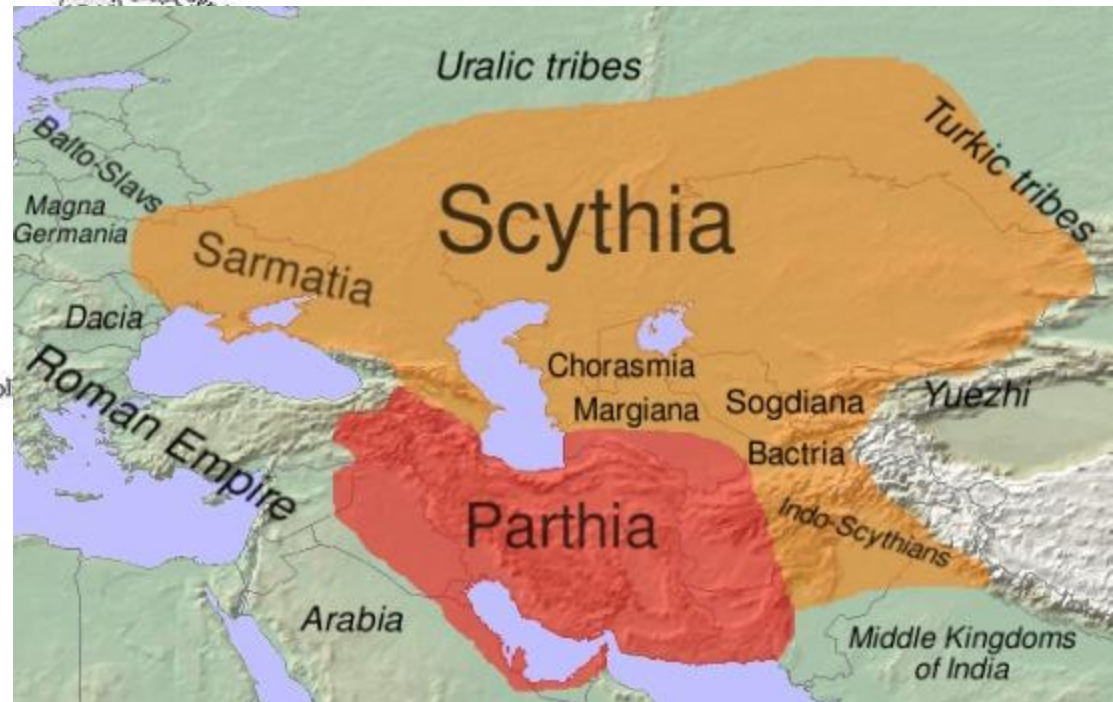 Uralic tribes
Turkic tribes
Balto-Slavs
Magna
Germania
Scythia
Sarmatia
Dacia
Roman Empire
Chorasmia
Margiana
Sogdiana
Yuezhi
Bactria
Parthia
Indo-Scythians
Arabia
Middle Kingdoms
of India